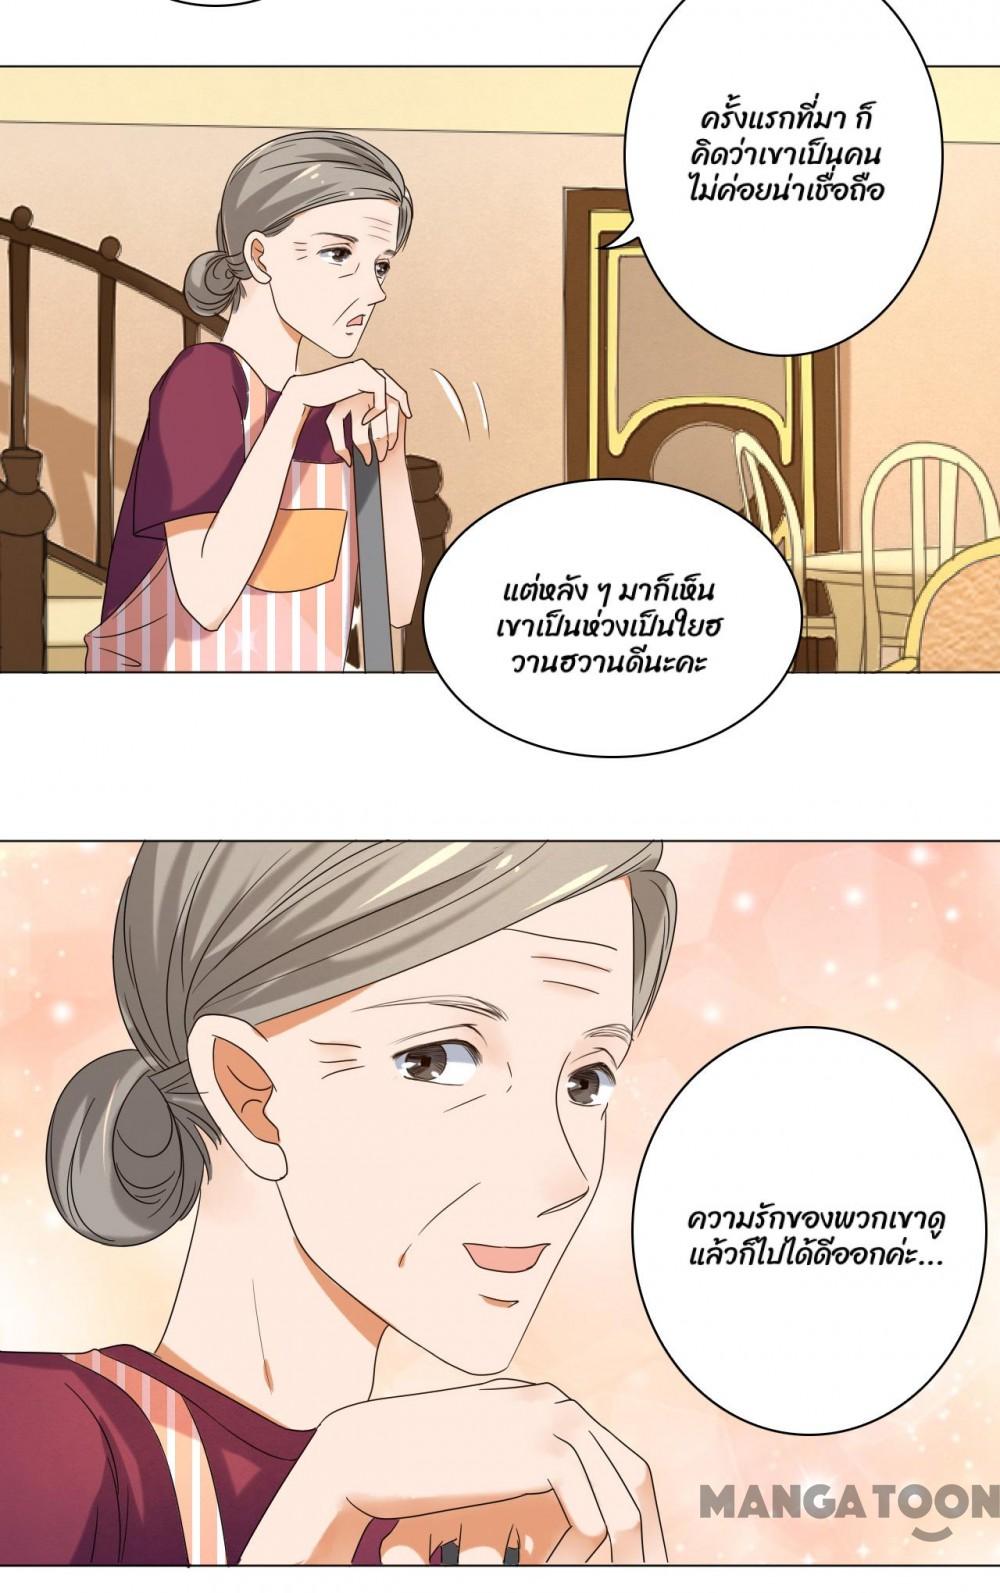 ครั้งแรกที่มา ก็
คิดว่าเขาเป็นคน
ไม่ค่อยน่าเชื่อถือ
แต่หลัง ๆ มาก็เห็น
เขาเป็นห่วงเป็นใยฮ
วานฮวานดีนะคะ
ความรักของพวกเขาดู
แล้วก็ไปได้ดีออกค่ะ...
MANGATOON